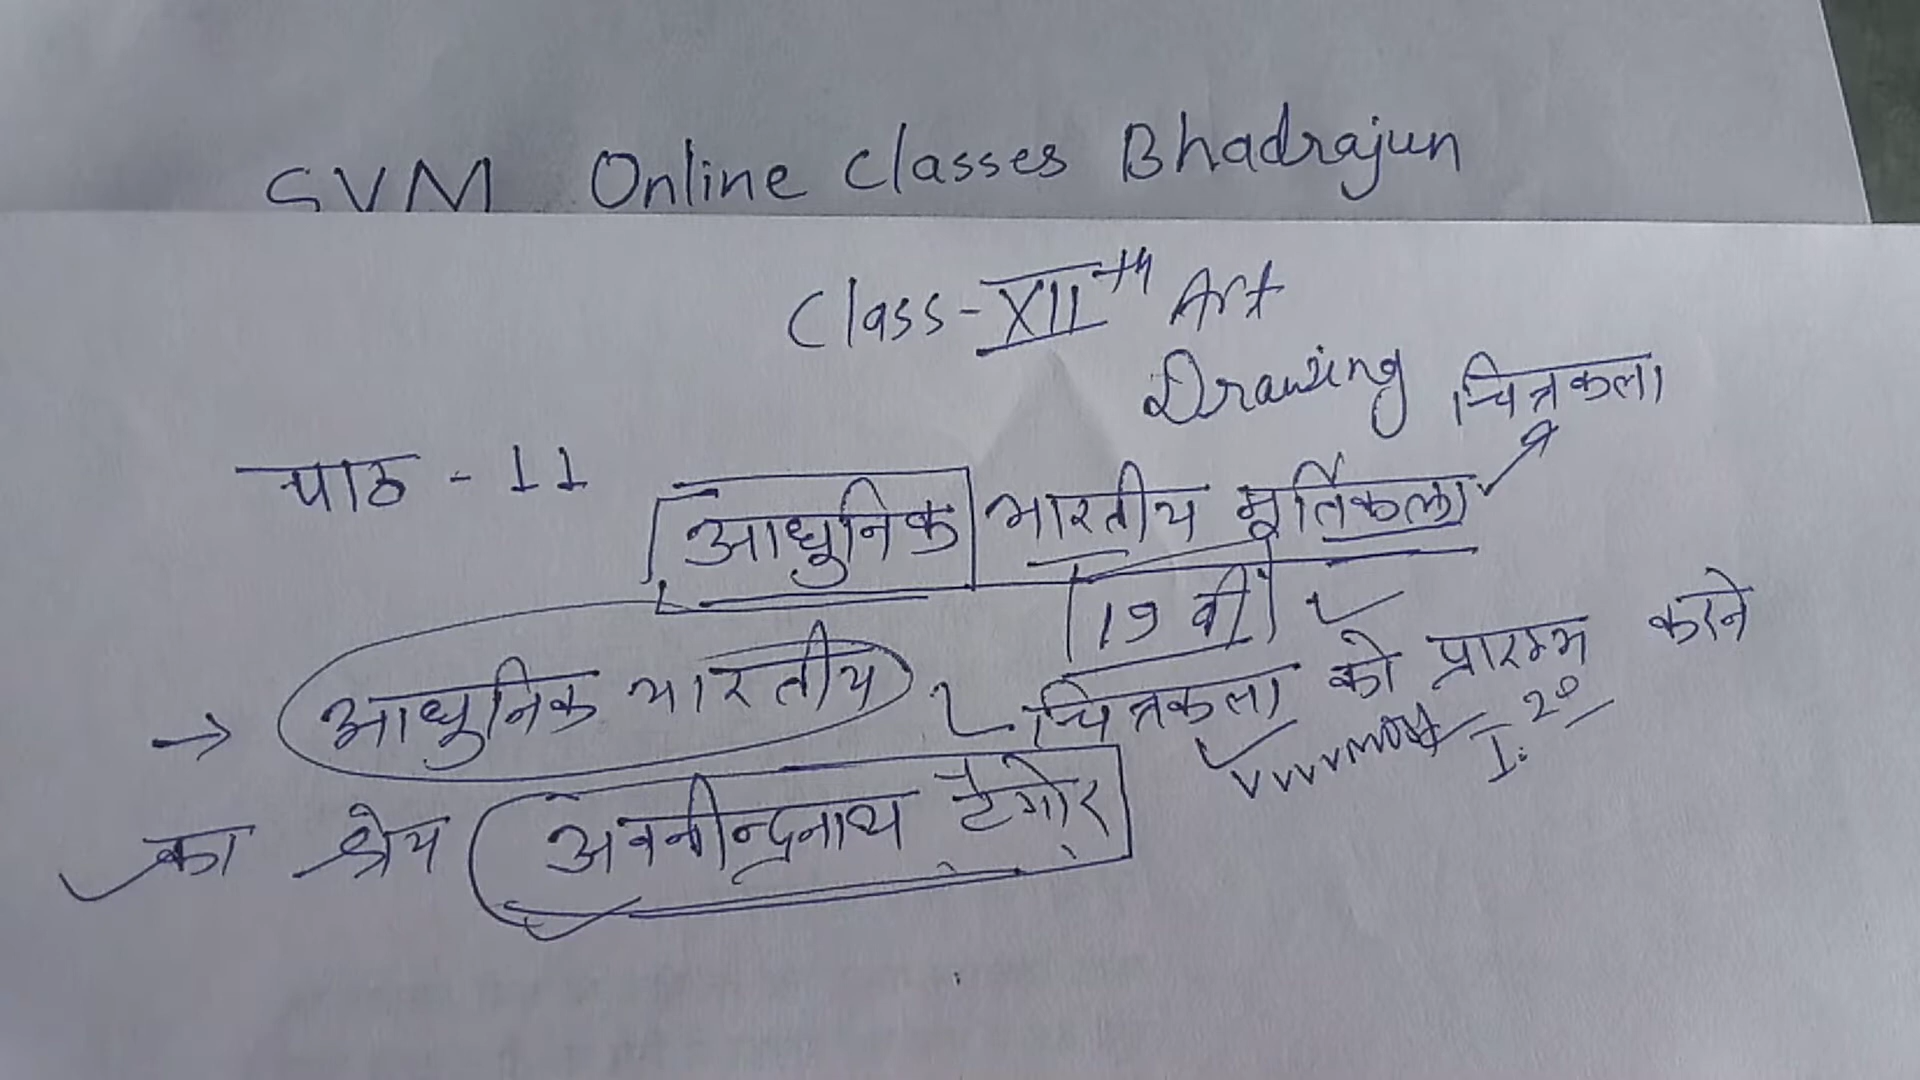 SVM Online Classes Bhadrajun
Class-XIIth Art
Drawing चित्रकला
पाठ - 11
आधुनिक भारतीय मूर्तिकला
19 वीं
→ आधुनिक भारतीय चित्रकला को प्रारम्भ करने
का श्रेय अवनीन्द्रनाथ टैगोर